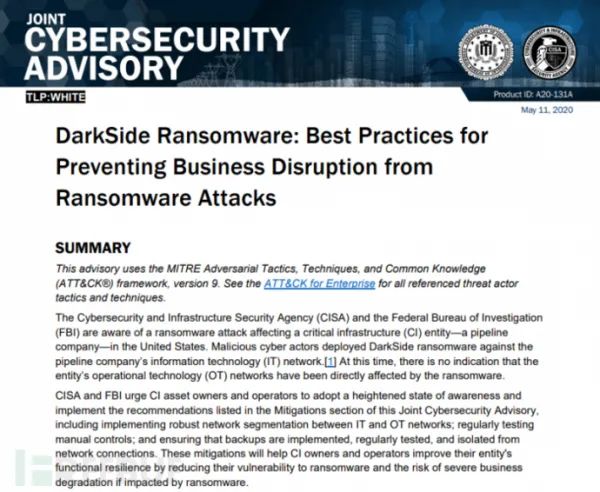 JOINT
CYBERSECURITY
ADVISORY
TLP:WHITE
Product ID: A20-131A
May 11, 2020
DarkSide Ransomware: Best Practices for
Preventing Business Disruption from
Ransomware Attacks
SUMMARY
This advisory uses the MITRE Adversarial Tactics, Techniques, and Common Knowledge
(ATT&CK®) framework, version 9. See the ATT&CK for Enterprise for all referenced threat actor
tactics and techniques.
The Cybersecurity and Infrastructure Security Agency (CISA) and the Federal Bureau of Investigation
(FBI) are aware of a ransomware attack affecting a critical infrastructure (CI) entity—a pipeline
company—in the United States. Malicious cyber actors deployed DarkSide ransomware against the
pipeline company's information technology (IT) network.[1] At this time, there is no indication that the
entity's operational technology (OT) networks have been directly affected by the ransomware.
CISA and FBI urge CI asset owners and operators to adopt a heightened state of awareness and
implement the recommendations listed in the Mitigations section of this Joint Cybersecurity Advisory,
including implementing robust network segmentation between IT and OT networks; regularly testing
manual controls; and ensuring that backups are implemented, regularly tested, and isolated from
network connections. These mitigations will help CI owners and operators improve their entity's
functional resilience by reducing their vulnerability to ransomware and the risk of severe business
degradation if impacted by ransomware.